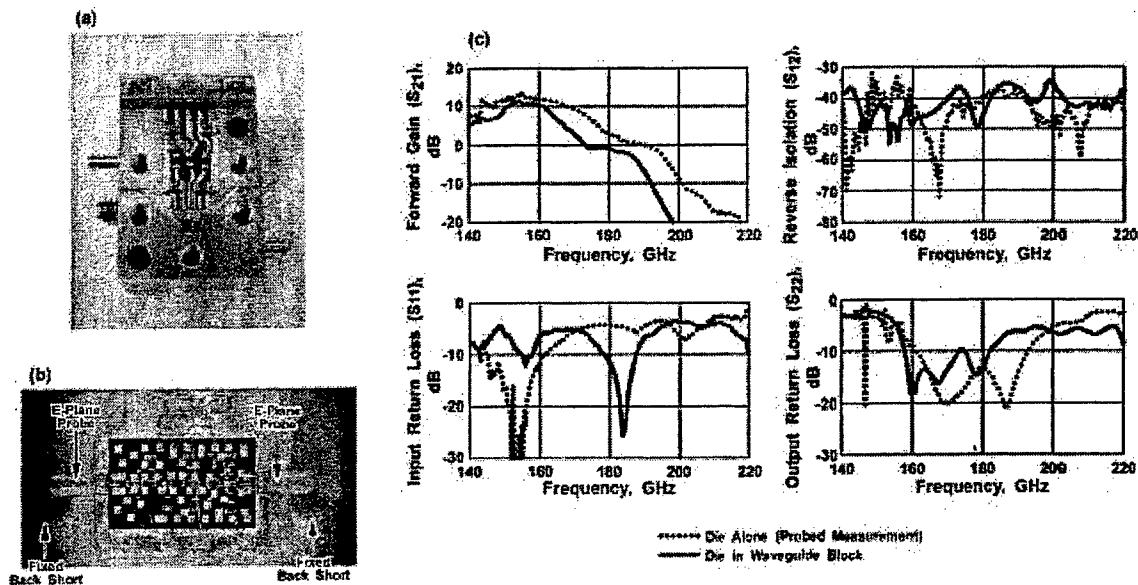 (a)
(b)
E-Plane
Probe
E-Plane
Probe
Fixed
Back Short
Fixed
Back Short
(c)
Forward Gain (S21),
dB
20
10
0
-10
-20
140 160 180 200 220
Frequency, GHz
Reverse Isolation (S12),
dB
-30
-40
-50
-60
-70
-80
140 160 180 200 220
Frequency, GHz
Input Return Loss (S11),
dB
0
-10
-20
-30
140 160 180 200 220
Frequency, GHz
Output Return Loss (S22),
dB
0
-10
-20
-30
140 160 180 200 220
Frequency, GHz
Die Alone (Probed Measurement)
Die in Waveguide Block